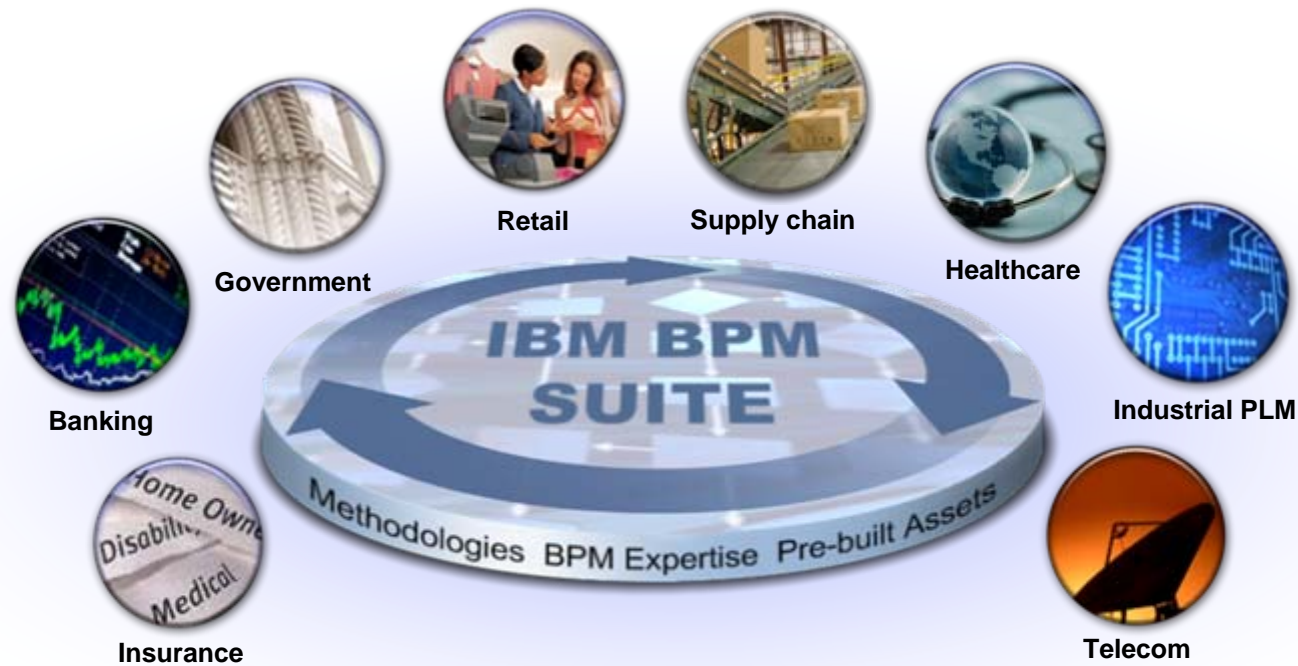 Retail
Supply chain
Government
Healthcare
Banking
Industrial PLM
IBM BPM
SUITE
Methodologies BPM Expertise Pre-built Assets
Home Owne
Disabili
Medical
Insurance
Telecom